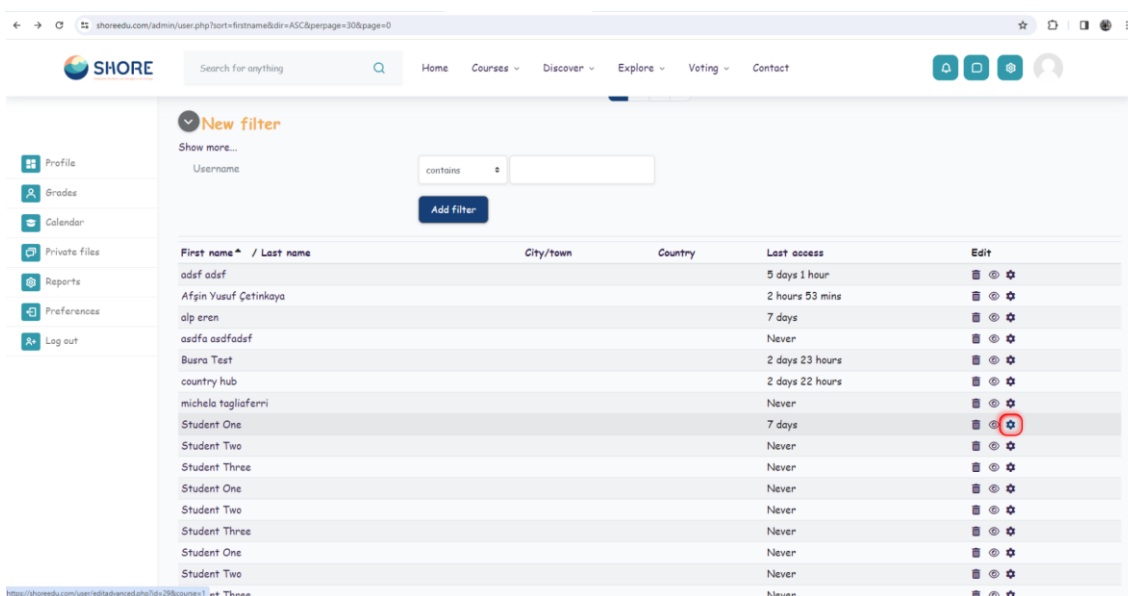 shoreedu.com/admin/user.php?sort=firstname&dir=ASC&perpage=30&page=0
SHORE Search for anything Home Courses Discover Explore Voting Contact
New filter
Show more...
Profile
Username contains
Grades
Add filter
Calendar
Private files
First name / Last name City/town Country Last access Edit
adsf adsf 5 days 1 hour
Reports
Afşin Yusuf Çetinkaya 2 hours 53 mins
Preferences
alp eren 7 days
asdfa asdfadsf Never
Log out
Busra Test 2 days 23 hours
country hub 2 days 22 hours
michela tagliaferri Never
Student One 7 days
Student Two Never
Student Three Never
Student One Never
Student Two Never
Student Three Never
Student One Never
Student Two Never
https://shoreedu.com/user/editadvanced.php?id=29&course=1 nt Three Never